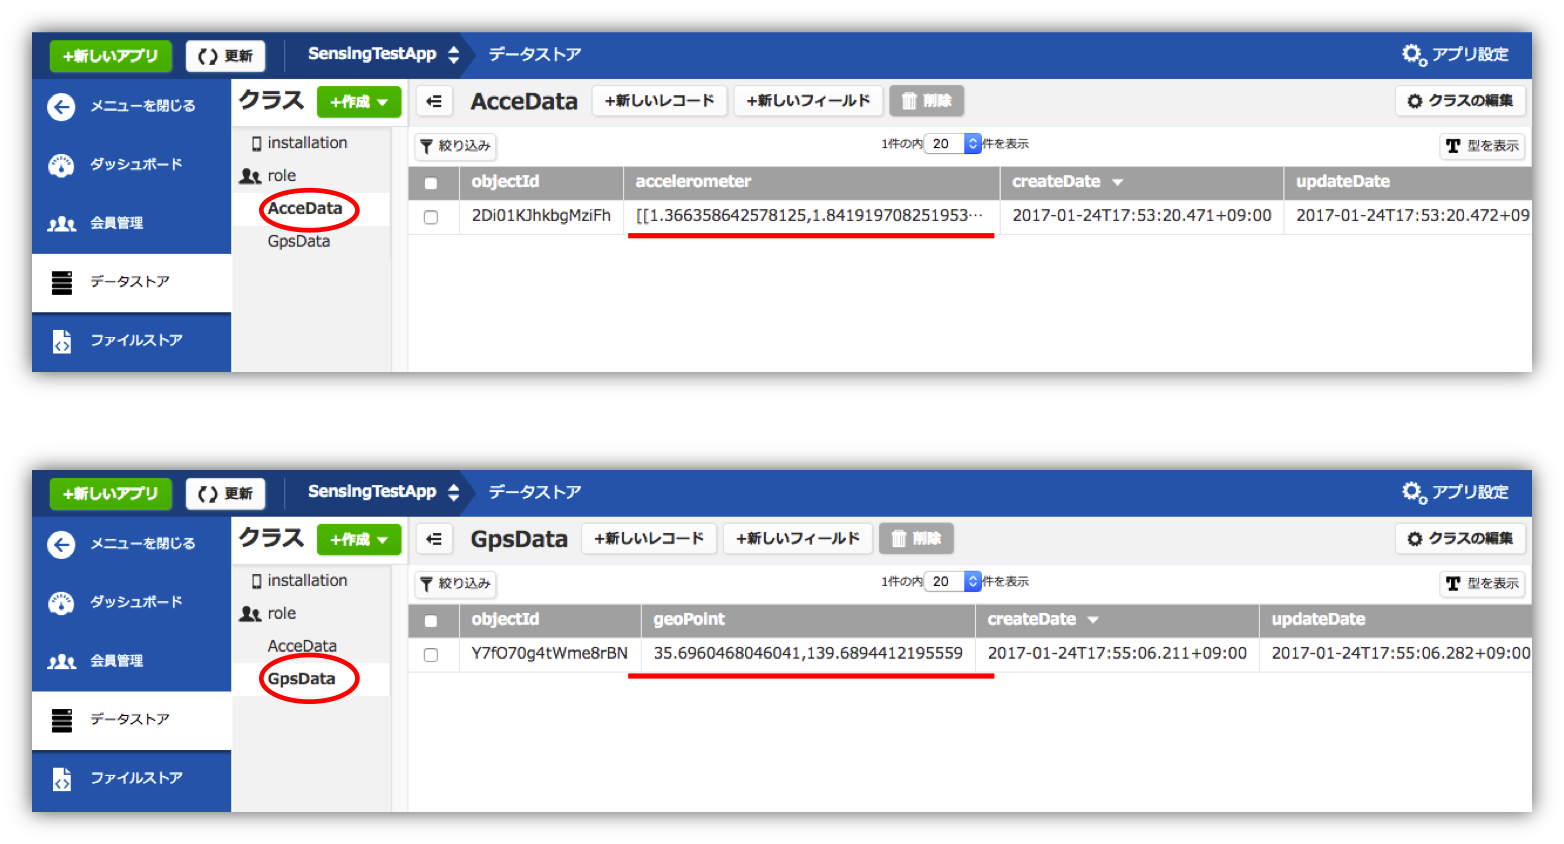 +新しいアプリ 更新 SensingTestApp データストア アプリ設定
メニューを閉じる クラス +作成 AcceData +新しいレコード +新しいフィールド 削除 クラスの編集
installation 絞り込み 1件の内 20 件を表示 T 型を表示
ダッシュボード
role objectId accelerometer createDate updateDate
AcceData 2Di01KJhkbgMziFh [[1.366358642578125,1.841919708251953… 2017-01-24T17:53:20.471+09:00 2017-01-24T17:53:20.472+09
会員管理
GpsData
データストア
ファイルストア
+新しいアプリ 更新 SensingTestApp データストア アプリ設定
メニューを閉じる クラス +作成 GpsData +新しいレコード +新しいフィールド 削除 クラスの編集
installation 絞り込み 1件の内 20 件を表示 T 型を表示
ダッシュボード
role objectId geoPoint createDate updateDate
AcceData Y7fO70g4tWme8rBN 35.6960468046041,139.6894412195559 2017-01-24T17:55:06.211+09:00 2017-01-24T17:55:06.282+09:00
会員管理
GpsData
データストア
ファイルストア